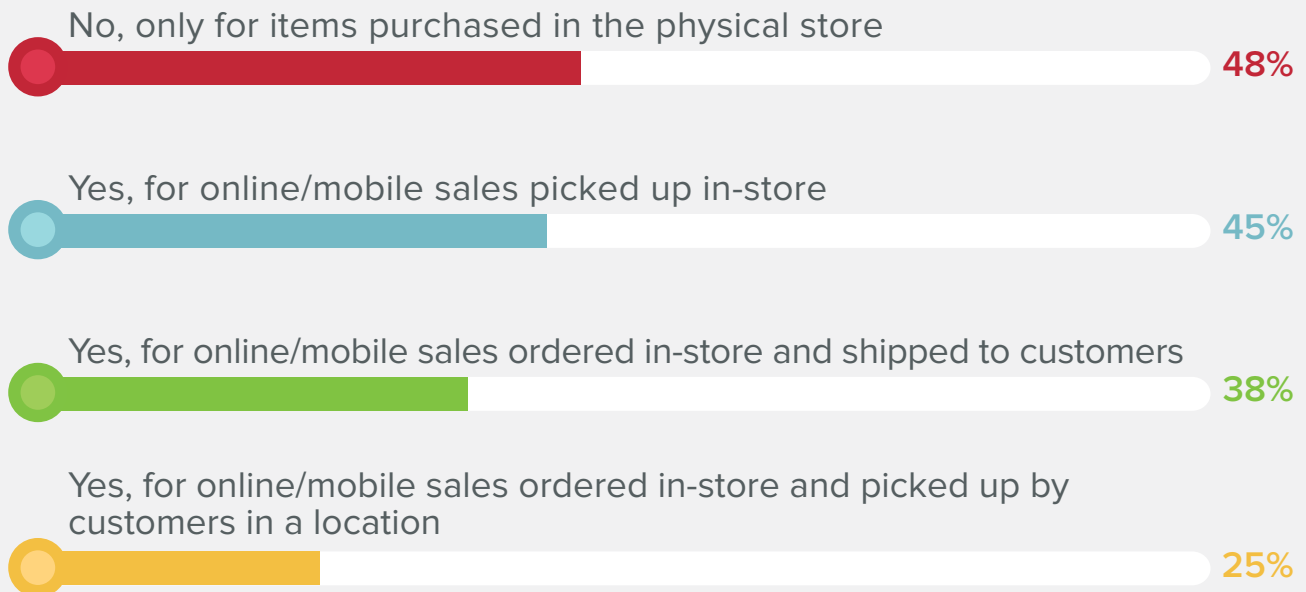 No, only for items purchased in the physical store
48%
Yes, for online/mobile sales picked up in-store
45%
Yes, for online/mobile sales ordered in-store and shipped to customers
38%
Yes, for online/mobile sales ordered in-store and picked up by
customers in a location
25%